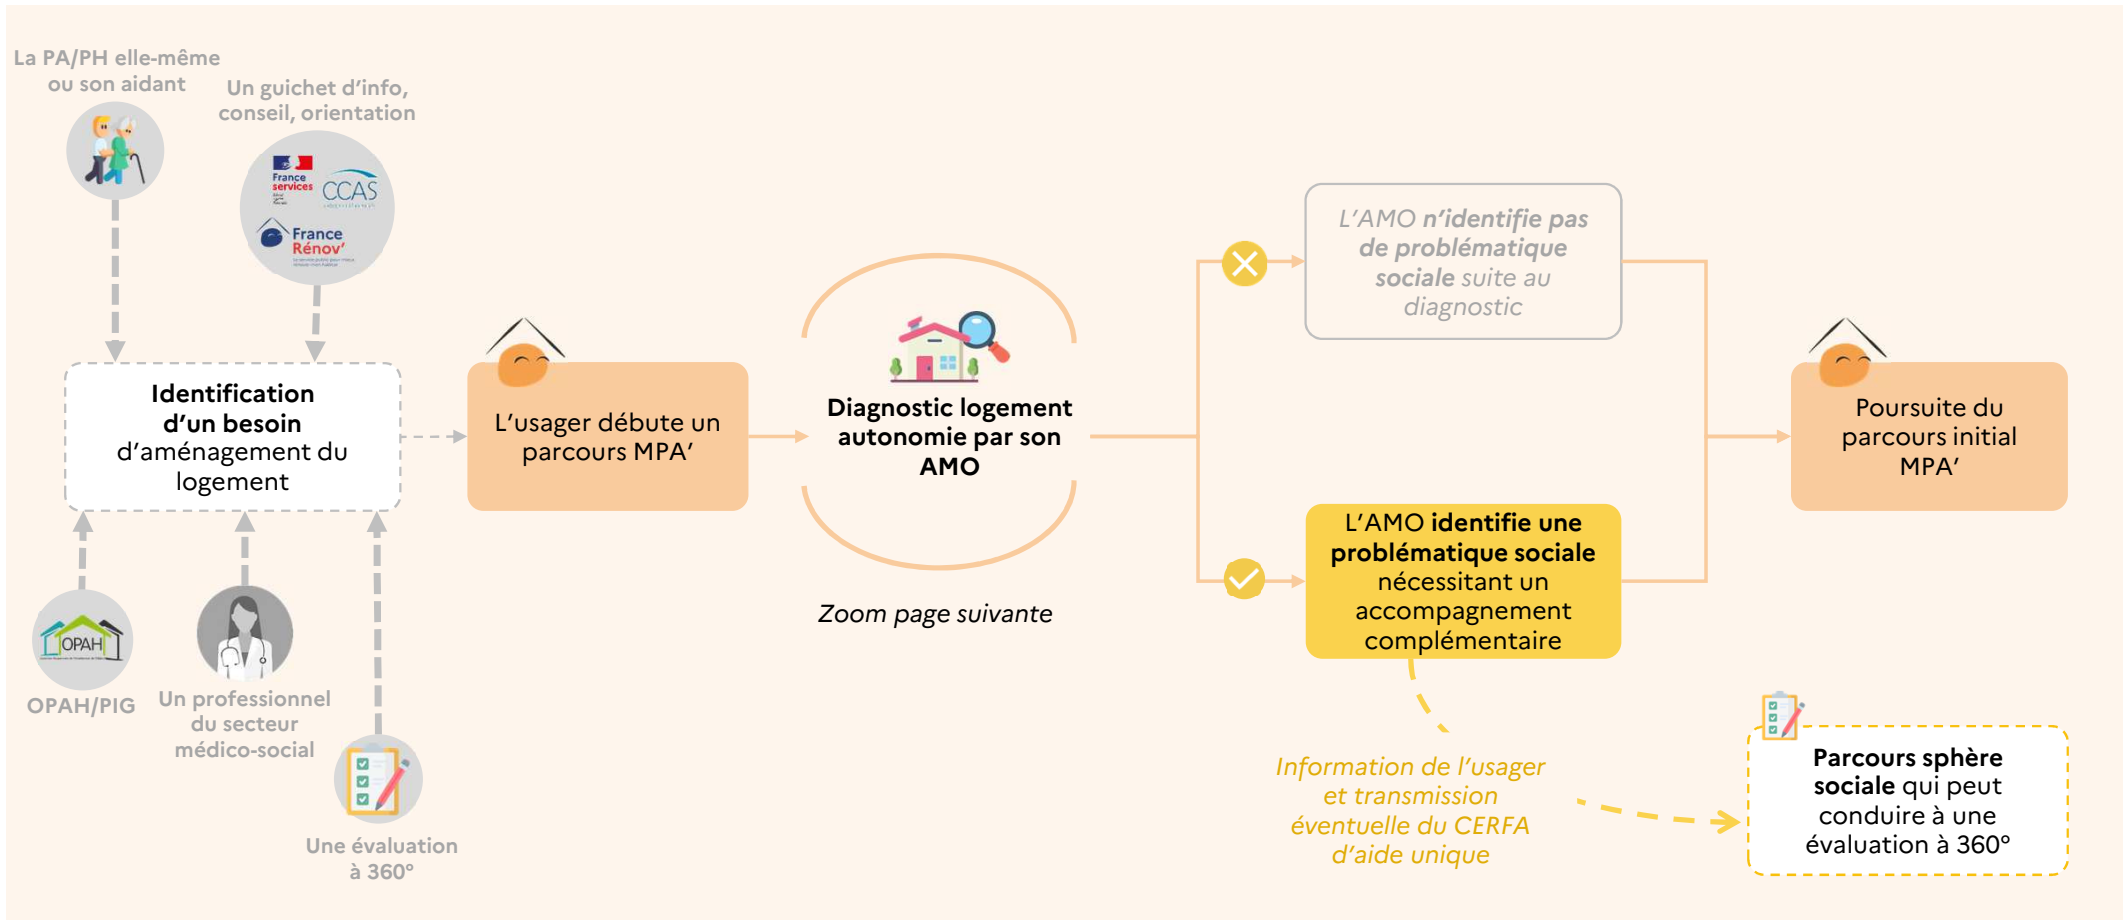 La PA/PH elle-même
ou son aidant
Un guichet d'info,
conseil, orientation
France
services
CCAS
France
Rénov'
Identification
d'un besoin
d'aménagement du
logement
OPAH
OPAH/PIG
Un professionnel
du secteur
médico-social
Une évaluation
à 360°
L'usager débute un
parcours MPA'
Diagnostic logement
autonomie par son
AMO
Zoom page suivante
L'AMO n'identifie pas
de problématique
sociale suite au
diagnostic
L'AMO identifie une
problématique sociale
nécessitant un
accompagnement
complémentaire
Poursuite du
parcours initial
MPA'
Information de l'usager
et transmission
éventuelle du CERFA
d'aide unique
Parcours sphère
sociale qui peut
conduire à une
évaluation à 360°